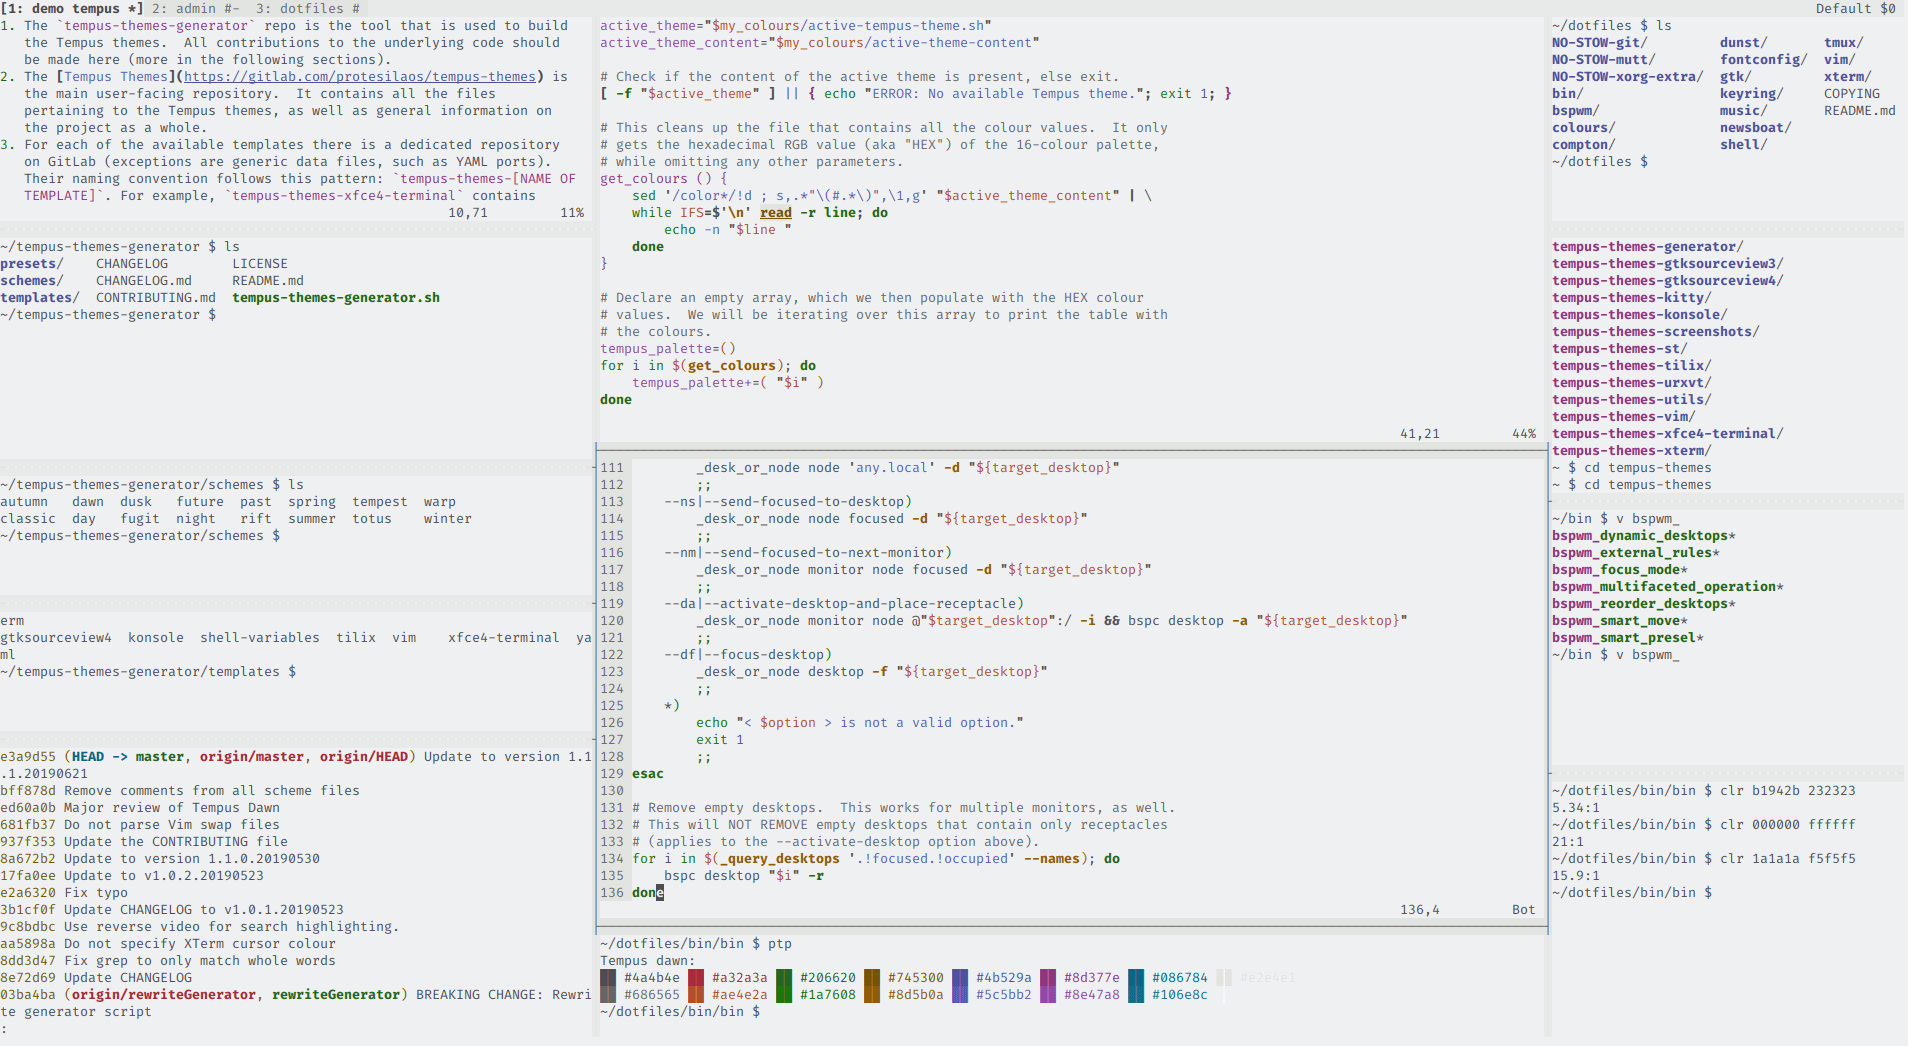 [1: demo tempus *] 2: admin #- 3: dotfiles #
Default $0
1. The `tempus-themes-generator` repo is the tool that is used to build
the Tempus themes.  All contributions to the underlying code should
be made here (more in the following sections).
2. The [Tempus Themes](https://gitlab.com/protesilaos/tempus-themes) is
the main user-facing repository.  It contains all the files
pertaining to the Tempus themes, as well as general information on
the project as a whole.
3. For each of the available templates there is a dedicated repository
on GitLab (exceptions are generic data files, such as YAML ports).
Their naming convention follows this pattern: `tempus-themes-[NAME OF
TEMPLATE]`. For example, `tempus-themes-xfce4-terminal` contains
10,71 11%
~/tempus-themes-generator $ ls
presets/ CHANGELOG LICENSE
schemes/ CHANGELOG.md README.md
templates/ CONTRIBUTING.md tempus-themes-generator.sh
~/tempus-themes-generator $
~/tempus-themes-generator/schemes $ ls
autumn dawn dusk future past spring tempest warp
classic day fugit night rift summer totus winter
~/tempus-themes-generator/schemes $
erm
gtksourceview4 konsole shell-variables tilix vim xfce4-terminal ya
ml
~/tempus-themes-generator/templates $
e3a9d55 (HEAD -> master, origin/master, origin/HEAD) Update to version 1.1
.1.20190621
bff878d Remove comments from all scheme files
ed60a0b Major review of Tempus Dawn
681fb37 Do not parse Vim swap files
937f353 Update the CONTRIBUTING file
8a672b2 Update to version 1.1.0.20190530
17fa0ee Update to v1.0.2.20190523
e2a6320 Fix typo
3b1cf0f Update CHANGELOG to v1.0.1.20190523
9c8bdbc Use reverse video for search highlighting.
aa5898a Do not specify XTerm cursor colour
8dd3d47 Fix grep to only match whole words
8e72d69 Update CHANGELOG
03ba4ba (origin/rewriteGenerator, rewriteGenerator) BREAKING CHANGE: Rewri
te generator script
:
active_theme="$my_colours/active-tempus-theme.sh"
active_theme_content="$my_colours/active-theme-content"
# Check if the content of the active theme is present, else exit.
[ -f "$active_theme" ] || { echo "ERROR: No available Tempus theme."; exit 1; }
# This cleans up the file that contains all the colour values.  It only
# gets the hexadecimal RGB value (aka "HEX") of the 16-colour palette,
# while omitting any other parameters.
get_colours () {
sed '/color*/!d ; s,.*"\(#.*\)",\1,g' "$active_theme_content" | \
while IFS=$'\n' read -r line; do
echo -n "$line "
done
}
# Declare an empty array, which we then populate with the HEX colour
# values.  We will be iterating over this array to print the table with
# the colours.
tempus_palette=()
for i in $(get_colours); do
tempus_palette+=( "$i" )
done
41,21 44%
111 _desk_or_node node 'any.local' -d "${target_desktop}"
112 ;;
113 --ns|--send-focused-to-desktop)
114 _desk_or_node node focused -d "${target_desktop}"
115 ;;
116 --nm|--send-focused-to-next-monitor)
117 _desk_or_node monitor node focused -d "${target_desktop}"
118 ;;
119 --da|--activate-desktop-and-place-receptacle)
120 _desk_or_node monitor node @"$target_desktop":/ -i && bspc desktop -a "${target_desktop}"
121 ;;
122 --df|--focus-desktop)
123 _desk_or_node desktop -f "${target_desktop}"
124 ;;
125 *)
126 echo "< $option > is not a valid option."
127 exit 1
128 ;;
129 esac
130
131 # Remove empty desktops.  This works for multiple monitors, as well.
132 # This will NOT REMOVE empty desktops that contain only receptacles
133 # (applies to the --activate-desktop option above).
134 for i in $(_query_desktops '.!focused.!occupied' --names); do
135 bspc desktop "$i" -r
136 done
136,4 Bot
~/dotfiles/bin/bin $ ptp
Tempus dawn:
#4a4b4e #a32a3a #206620 #745300 #4b529a #8d377e #086784 #e2e4e1
#686565 #ae4e2a #1a7608 #8d5b0a #5c5bb2 #8e47a8 #106e8c
~/dotfiles/bin/bin $
~/dotfiles $ ls
NO-STOW-git/ dunst/ tmux/
NO-STOW-mutt/ fontconfig/ vim/
NO-STOW-xorg-extra/ gtk/ xterm/
bin/ keyring/ COPYING
bspwm/ music/ README.md
colours/ newsboat/
compton/ shell/
~/dotfiles $
tempus-themes-generator/
tempus-themes-gtksourceview3/
tempus-themes-gtksourceview4/
tempus-themes-kitty/
tempus-themes-konsole/
tempus-themes-screenshots/
tempus-themes-st/
tempus-themes-tilix/
tempus-themes-urxvt/
tempus-themes-utils/
tempus-themes-vim/
tempus-themes-xfce4-terminal/
tempus-themes-xterm/
~ $ cd tempus-themes
~ $ cd tempus-themes
~/bin $ v bspwm_
bspwm_dynamic_desktops*
bspwm_external_rules*
bspwm_focus_mode*
bspwm_multifaceted_operation*
bspwm_reorder_desktops*
bspwm_smart_move*
bspwm_smart_presel*
~/bin $ v bspwm_
~/dotfiles/bin/bin $ clr b1942b 232323
5.34:1
~/dotfiles/bin/bin $ clr 000000 ffffff
21:1
~/dotfiles/bin/bin $ clr 1a1a1a f5f5f5
15.9:1
~/dotfiles/bin/bin $